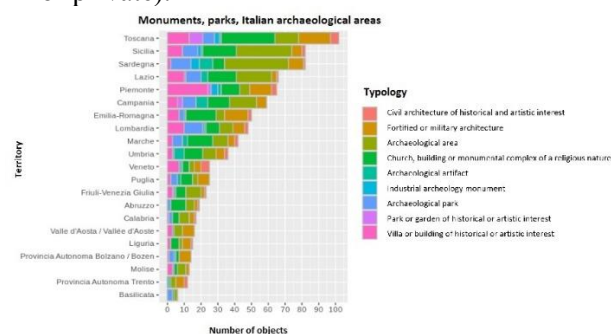 Monuments, parks, Italian archaeological areas
Toscana
Sicilia
Sardegna
Lazio
Piemonte
Campania
Emilia-Romagna
Lombardia
Marche
Umbria
Veneto
Puglia
Friuli-Venezia Giulia
Abruzzo
Calabria
Valle d'Aosta / Vallée d'Aoste
Liguria
Provincia Autonoma Bolzano / Bozen
Molise
Provincia Autonoma Trento
Basilicata
Territory
0 10 20 30 40 50 60 70 80 90 100
Number of objects
Typology
Civil architecture of historical and artistic interest
Fortified or military architecture
Archaeological area
Church, building or monumental complex of a religious nature
Archaelogical artifact
Industrial archeology monument
Archaeological park
Park or garden of historical or artistic interest
Villa or building of historical or artistic interest